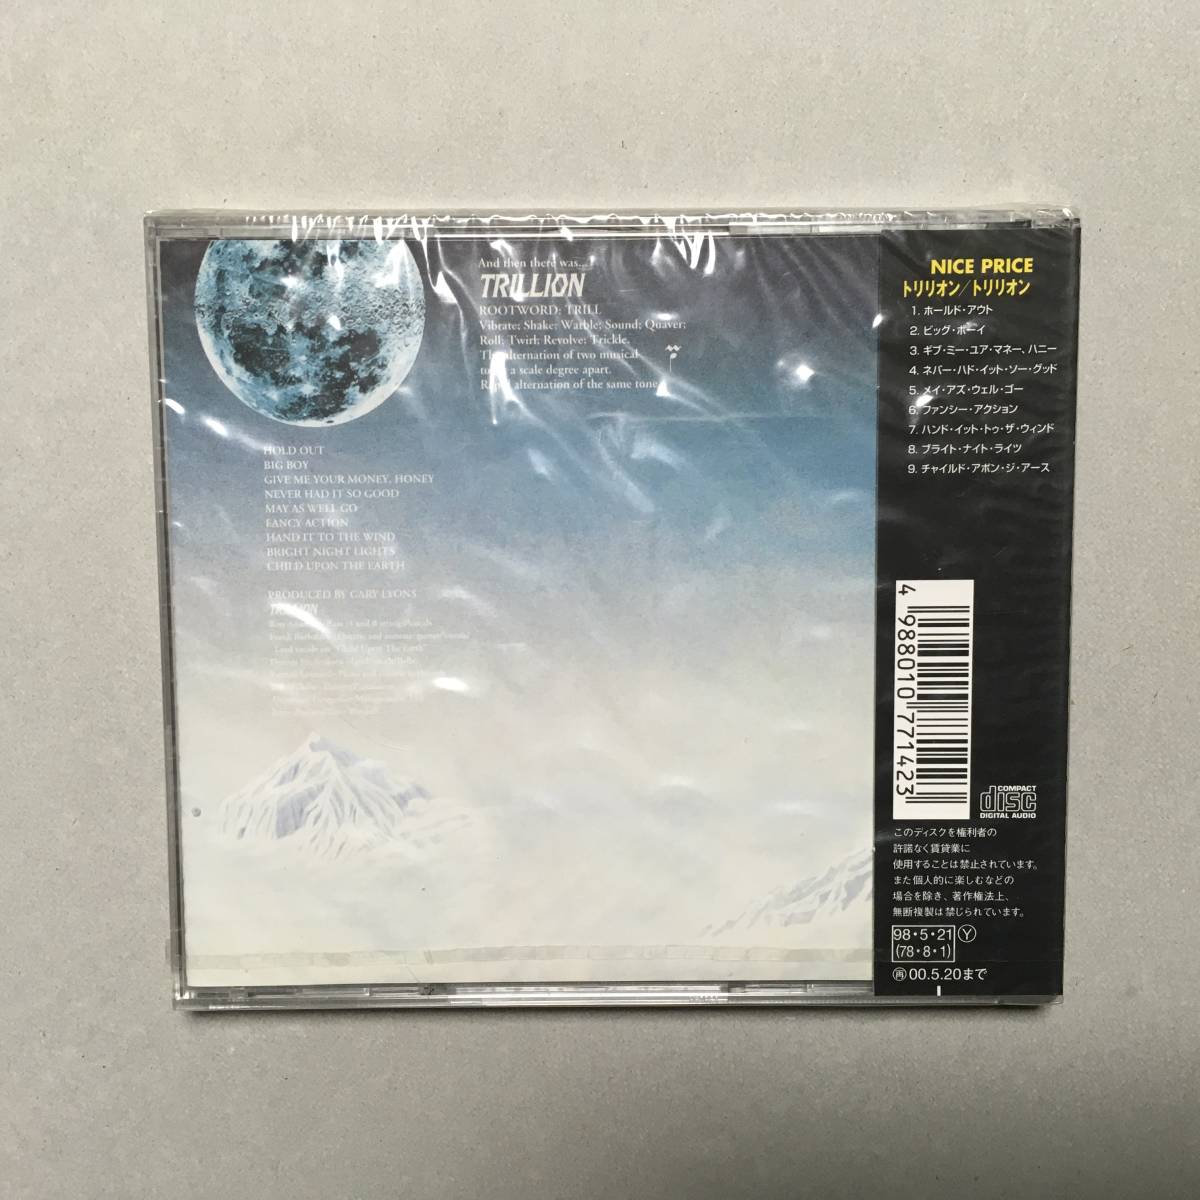 And then there was...
TRILLION
ROOTWORD: TRILL
Vibrate; Shake; Warble; Sound; Quaver;
Roll; Twirl; Revolve; Trickle.
The alternation of two musical
a scale degree apart.
alternation of the same tone.
HOLD OUT
BIG BOY
GIVE ME YOUR MONEY, HONEY
NEVER HAD IT SO GOOD
MAY AS WELL GO
FANCY ACTION
HAND IT TO THE WIND
BRIGHT NIGHT LIGHTS
CHILD UPON THE EARTH
PRODUCED BY GARY LYONS
TRILLION
Lead vocals on "Child Upon The Earth"
NICE PRICE
トリリオン/トリリオン
1. ホールド・アウト
2. ビッグ・ボーイ
3. ギブ・ミー・ユア・マネー、ハニー
4. ネバー・ハド・イット・ソー・グッド
5. メイ・アズ・ウェル・ゴー
6. ファンシー・アクション
7. ハンド・イット・トゥ・ザ・ウィンド
8. ブライト・ナイト・ライツ
9. チャイルド・アポン・ジ・アース
4 988010 771423
COMPACT
disc
DIGITAL AUDIO
このディスクを権利者の
許諾なく賃貸業に
使用することは禁止されています。
また個人的に楽しむなどの
場合を除き、著作権法上、
無断複製は禁じられています。
98・5・21 Ⓨ
(78・8・1)
㊢00.5.20まで